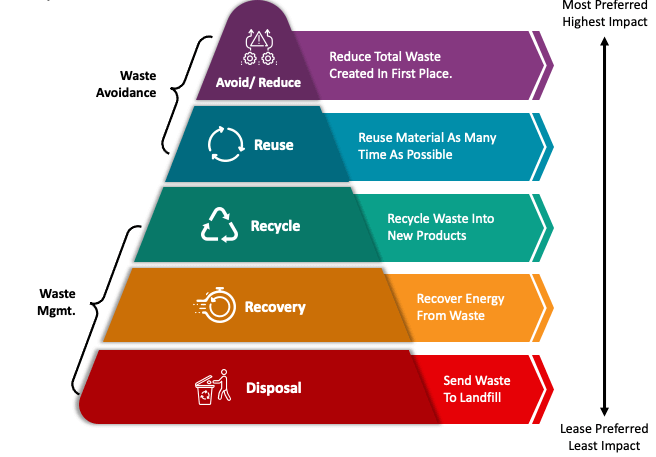 Most Preferred
Highest Impact
Waste
Avoidance
Avoid/ Reduce
Reduce Total Waste
Created In First Place.
Reuse
Reuse Material As Many
Time As Possible
Recycle
Recycle Waste Into
New Products
Waste
Mgmt.
Recovery
Recover Energy
From Waste
Disposal
Send Waste
To Landfill
Lease Preferred
Least Impact